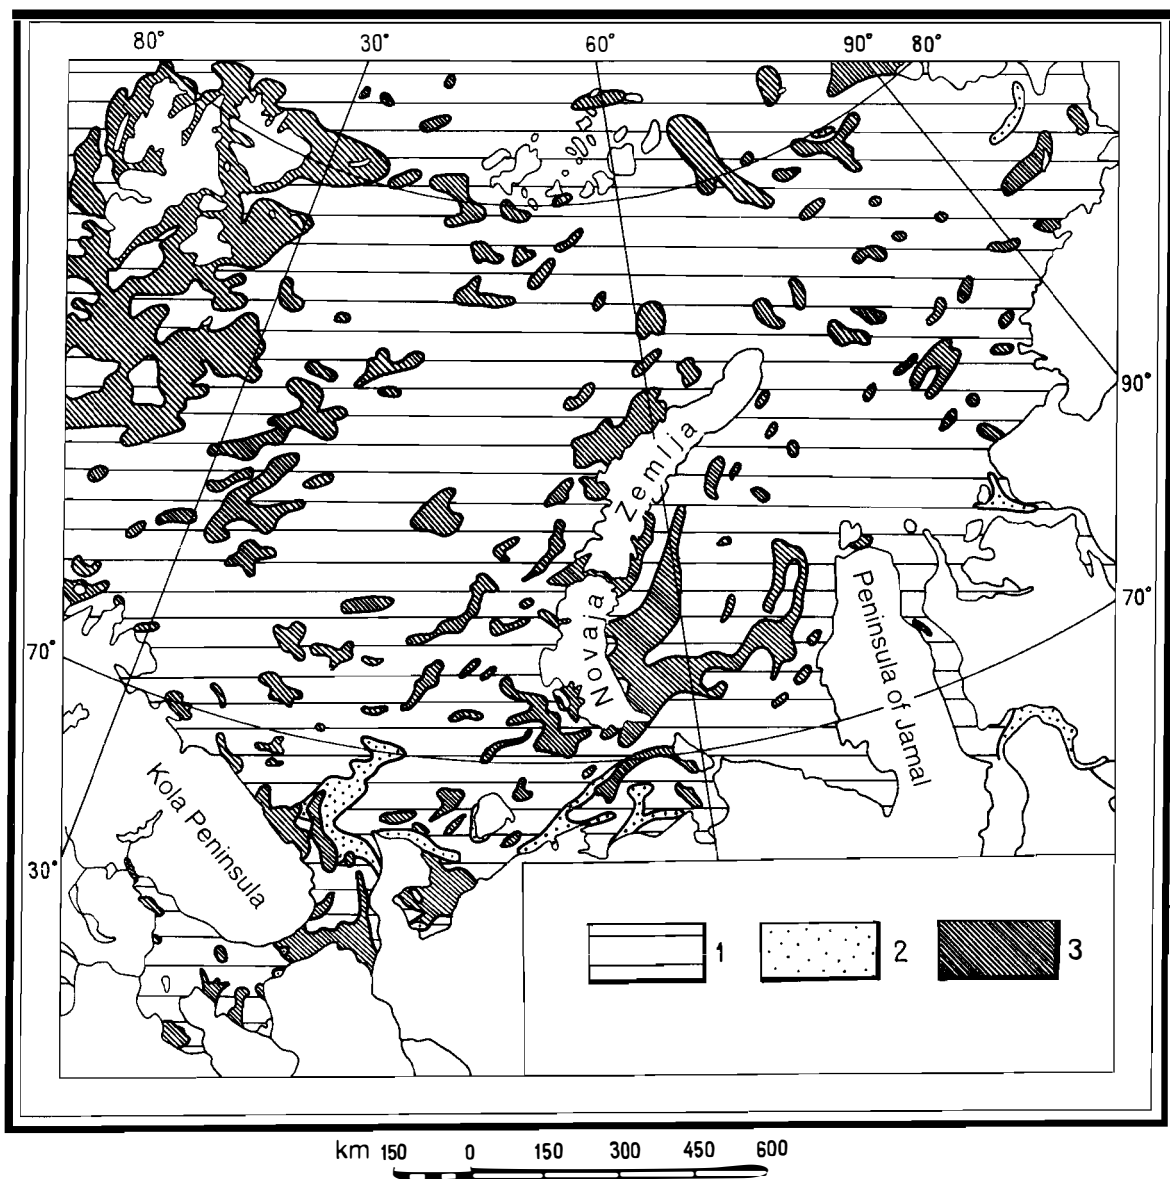 80° 30° 60° 90° 80°
90°
Zemlja
Novaja
Peninsula of Jamal
70°
70°
Kola Peninsula
30°
1 2 3
km 150 0 150 300 450 600